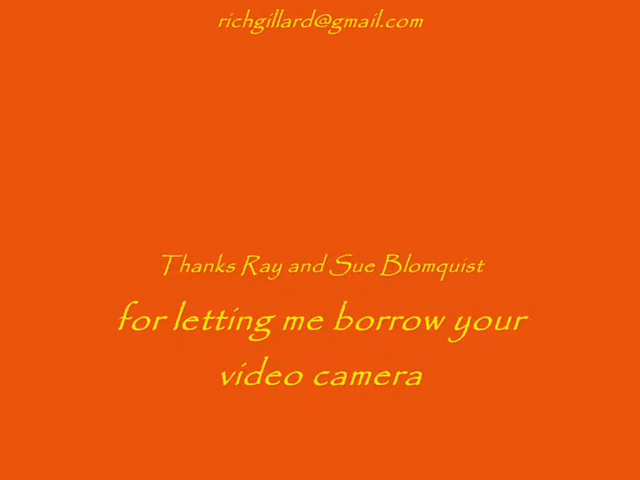 richgillard@gmail.com
Thanks Ray and Sue Blomquist
for letting me borrow your
video camera